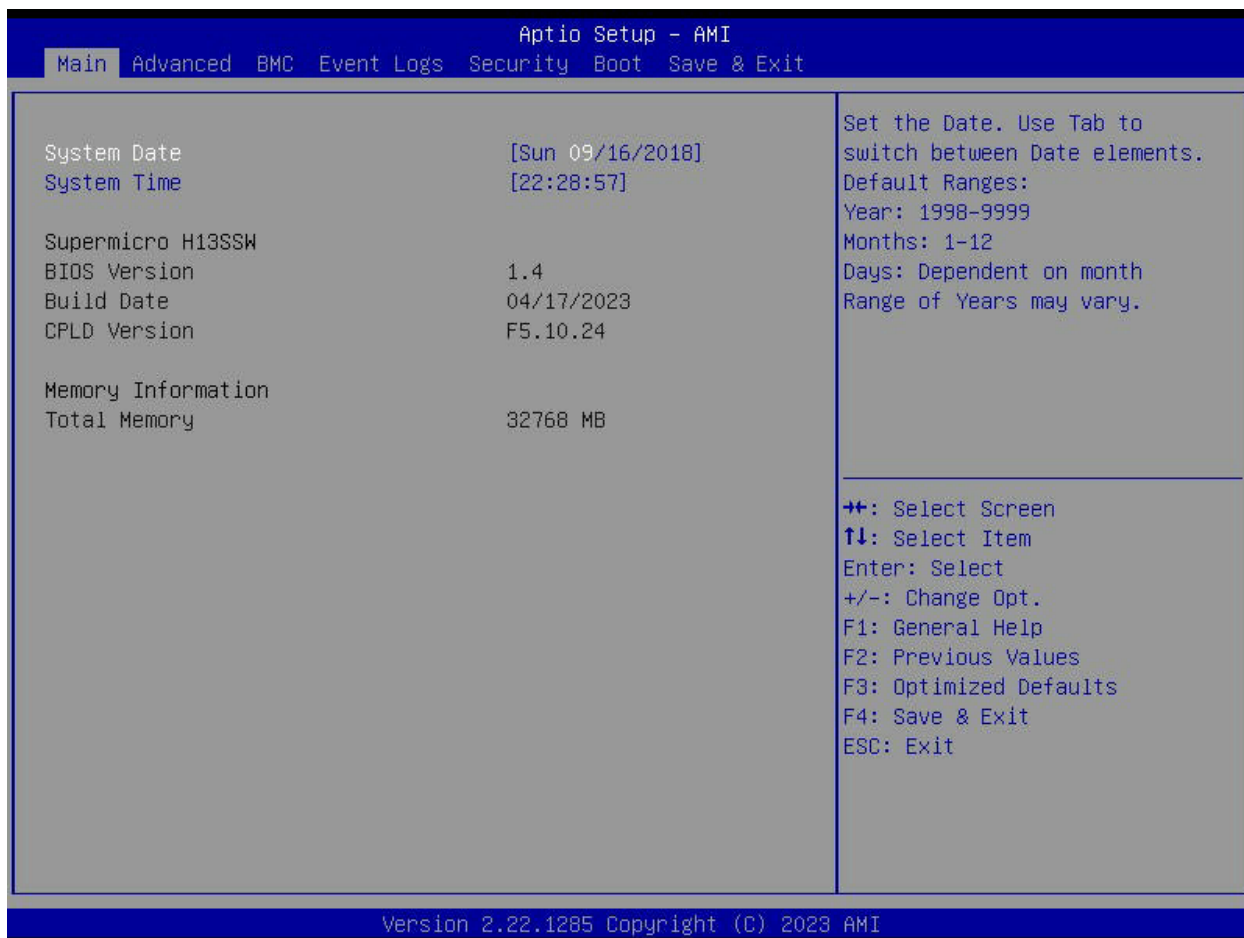 Aptio Setup - AMI
Main Advanced BMC Event Logs Security Boot Save & Exit
System Date [Sun 09/16/2018]
System Time [22:28:57]
Supermicro H13SSW
BIOS Version 1.4
Build Date 04/17/2023
CPLD Version F5.10.24
Memory Information
Total Memory 32768 MB
Set the Date. Use Tab to
switch between Date elements.
Default Ranges:
Year: 1998-9999
Months: 1-12
Days: Dependent on month
Range of Years may vary.
→←: Select Screen
↑↓: Select Item
Enter: Select
+/-: Change Opt.
F1: General Help
F2: Previous Values
F3: Optimized Defaults
F4: Save & Exit
ESC: Exit
Version 2.22.1285 Copyright (C) 2023 AMI